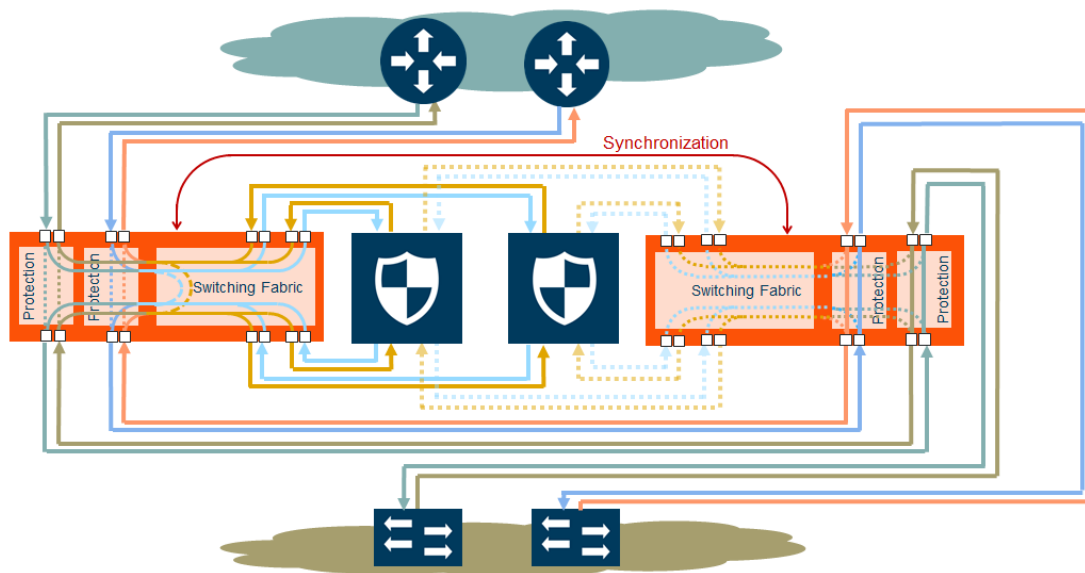 Synchronization
Protection
Protection
Switching Fabric
Switching Fabric
Protection
Protection